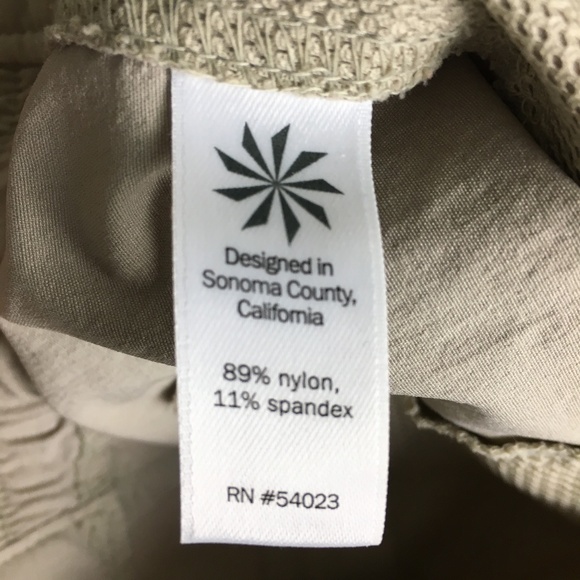 Designed in
Sonoma County,
California
89% nylon,
11% spandex
RN #54023